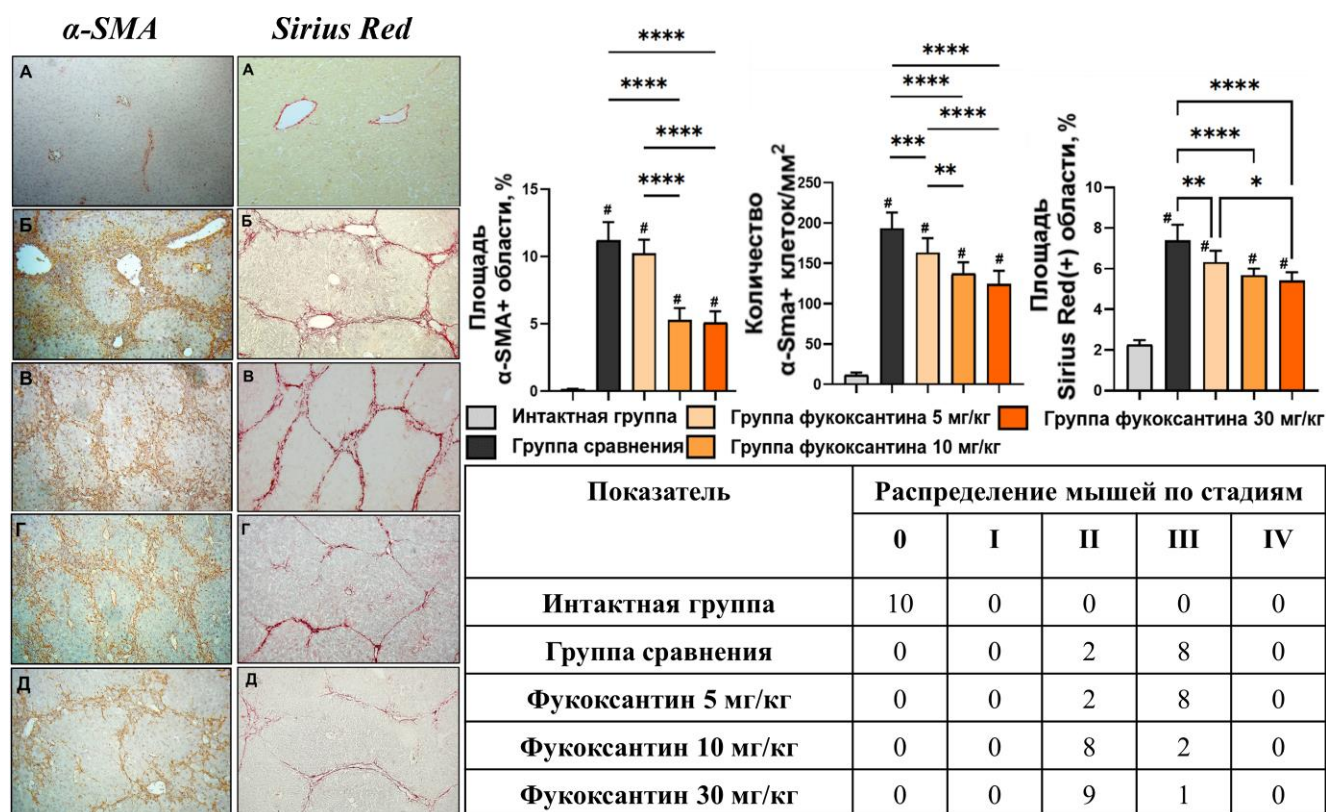 α-SMA
Sirius Red
А
А
Б
Б
В
В
Г
Г
Д
Д
****
****
****
****
Площадь
α-SMA+ области, %
15
10
5
0
#
#
#
#
****
****
****
***
**
Количество
α-Sma+ клеток/мм²
250
200
150
100
50
0
#
#
#
#
****
****
**
*
Площадь
Sirius Red(+) области, %
10
8
6
4
2
0
#
#
#
#
Интактная группа
Группа фукоксантина 5 мг/кг
Группа фукоксантина 30 мг/кг
Группа сравнения
Группа фукоксантина 10 мг/кг
Показатель Распределение мышей по стадиям
0 I II III IV
Интактная группа 10 0 0 0 0
Группа сравнения 0 0 2 8 0
Фукоксантин 5 мг/кг 0 0 2 8 0
Фукоксантин 10 мг/кг 0 0 8 2 0
Фукоксантин 30 мг/кг 0 0 9 1 0